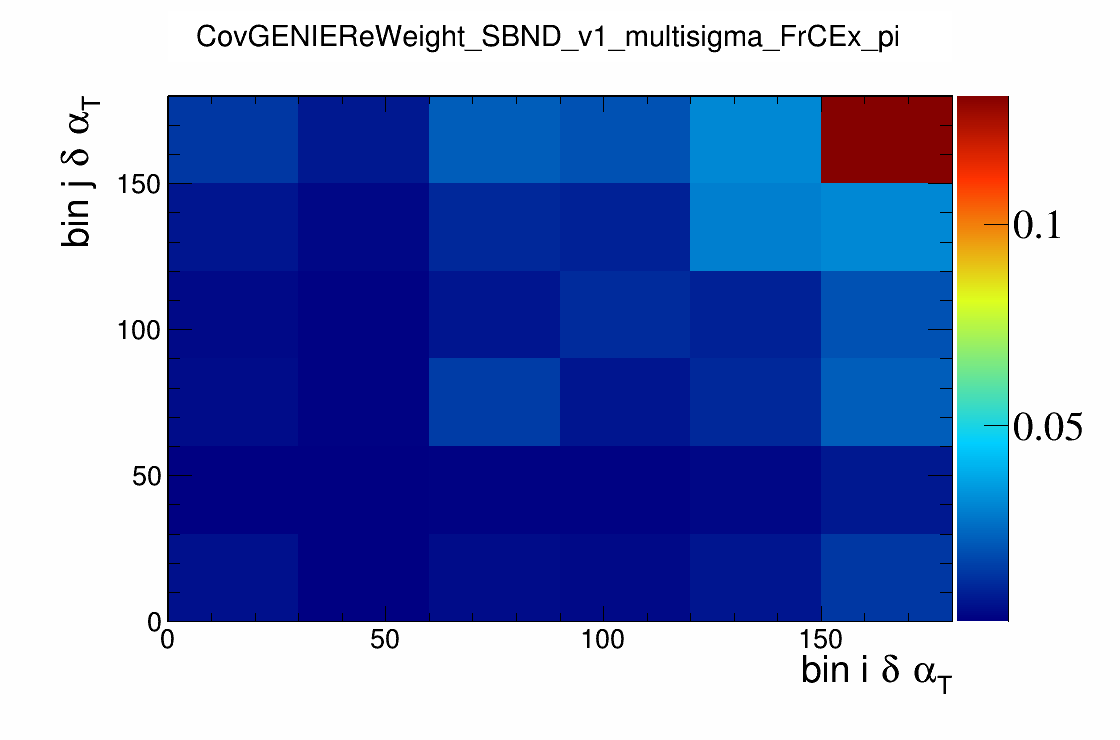 CovGENIEReWeight_SBND_v1_multisigma_FrCEx_pi
bin j δ α_T
150
100
50
0
0 50 100 150
bin i δ α_T
0.1
0.05